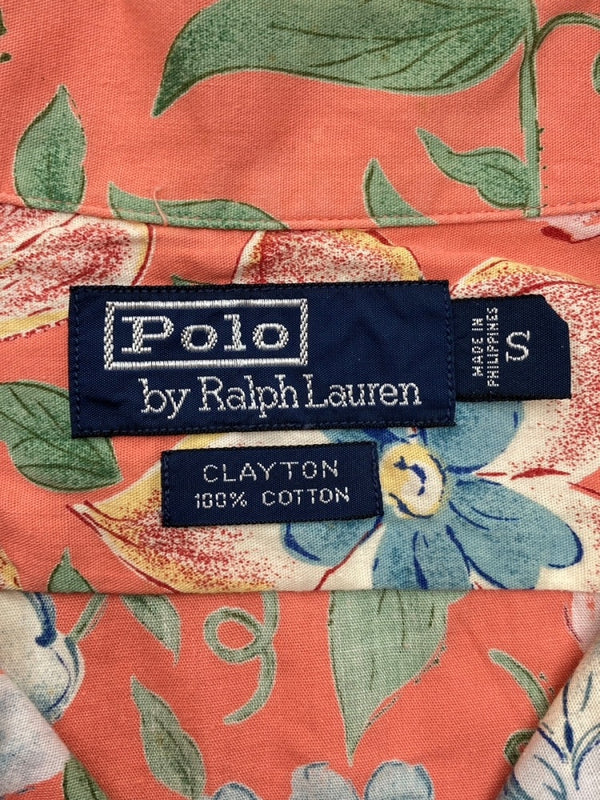 Polo
by Ralph Lauren
MADE IN
PHILIPPINES
S
CLAYTON
100% COTTON